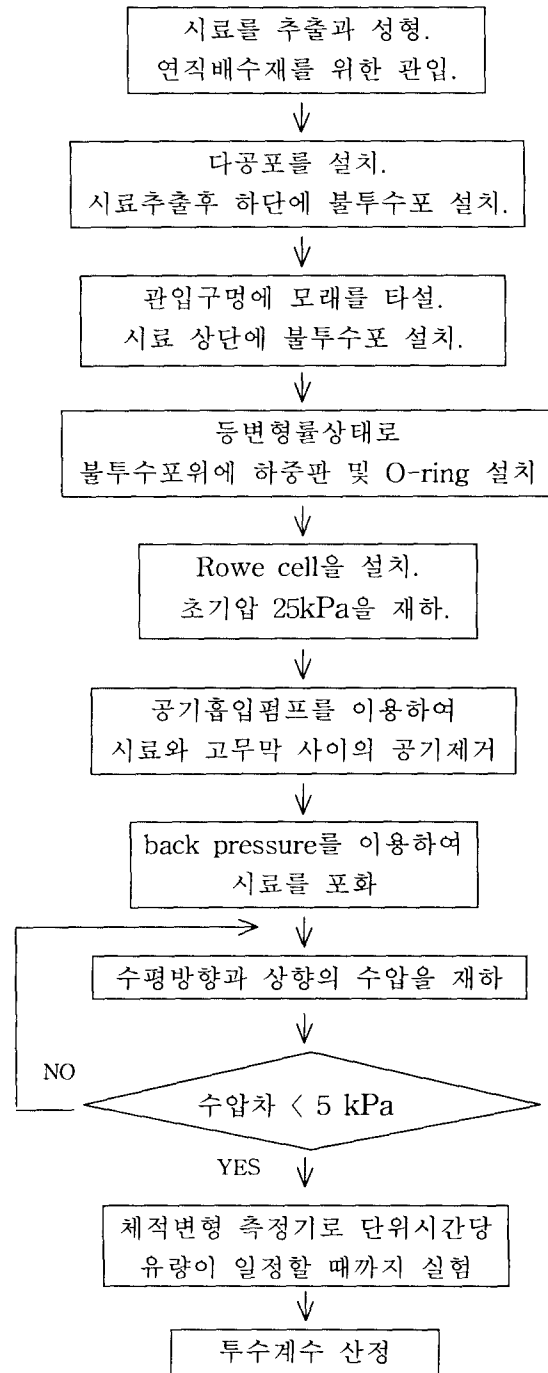 시료를 추출과 성형.
연직배수재를 위한 관입.
다공포를 설치.
시료추출후 하단에 불투수포 설치.
관입구멍에 모래를 타설.
시료 상단에 불투수포 설치.
등변형률상태로
불투수포위에 하중판 및 O-ring 설치
Rowe cell을 설치.
초기압 25kPa을 재하.
공기흡입펌프를 이용하여
시료와 고무막 사이의 공기제거
back pressure를 이용하여
시료를 포화
수평방향과 상향의 수압을 재하
NO
수압차 < 5 kPa
YES
체적변형 측정기로 단위시간당
유량이 일정할 때까지 실험
투수계수 산정